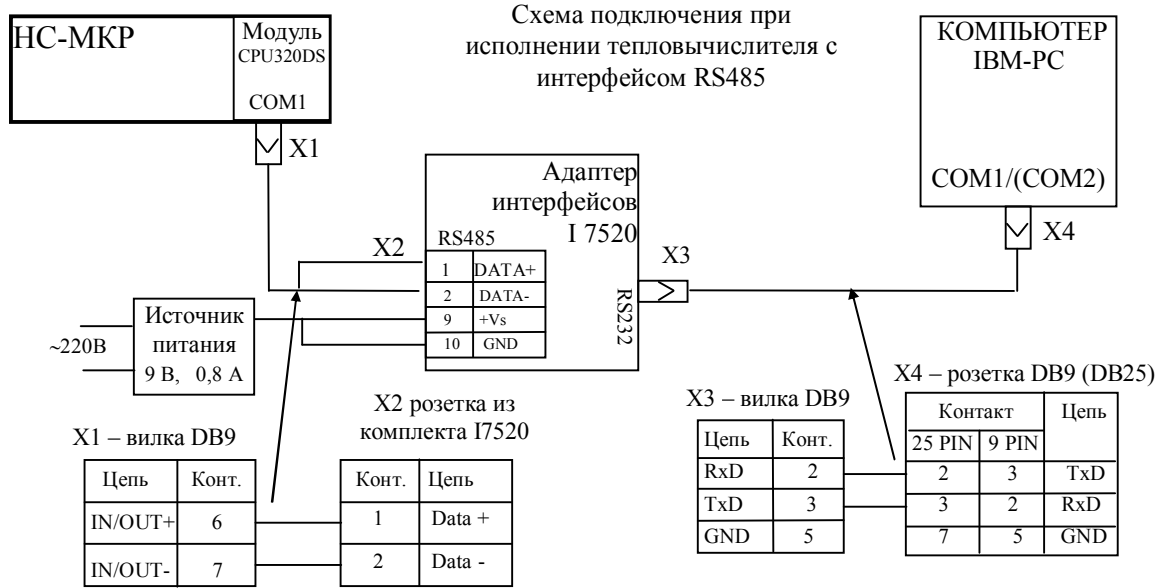 Схема подключения при
исполнении тепловычислителя с
интерфейсом RS485
НС-МКР
Модуль
CPU320DS
COM1
X1
КОМПЬЮТЕР
IBM-PC
COM1/(COM2)
X4
Адаптер
интерфейсов
I 7520
X2
RS485
1 DATA+
2 DATA-
9 +Vs
10 GND
RS232
X3
~220В
Источник
питания
9 В, 0,8 А
X1 – вилка DB9
Цепь Конт.
IN/OUT+ 6
IN/OUT- 7
X2 розетка из
комплекта I7520
Конт. Цепь
1 Data +
2 Data -
X3 – вилка DB9
Цепь Конт.
RxD 2
TxD 3
GND 5
X4 – розетка DB9 (DB25)
Контакт Цепь
25 PIN 9 PIN
2 3 TxD
3 2 RxD
7 5 GND